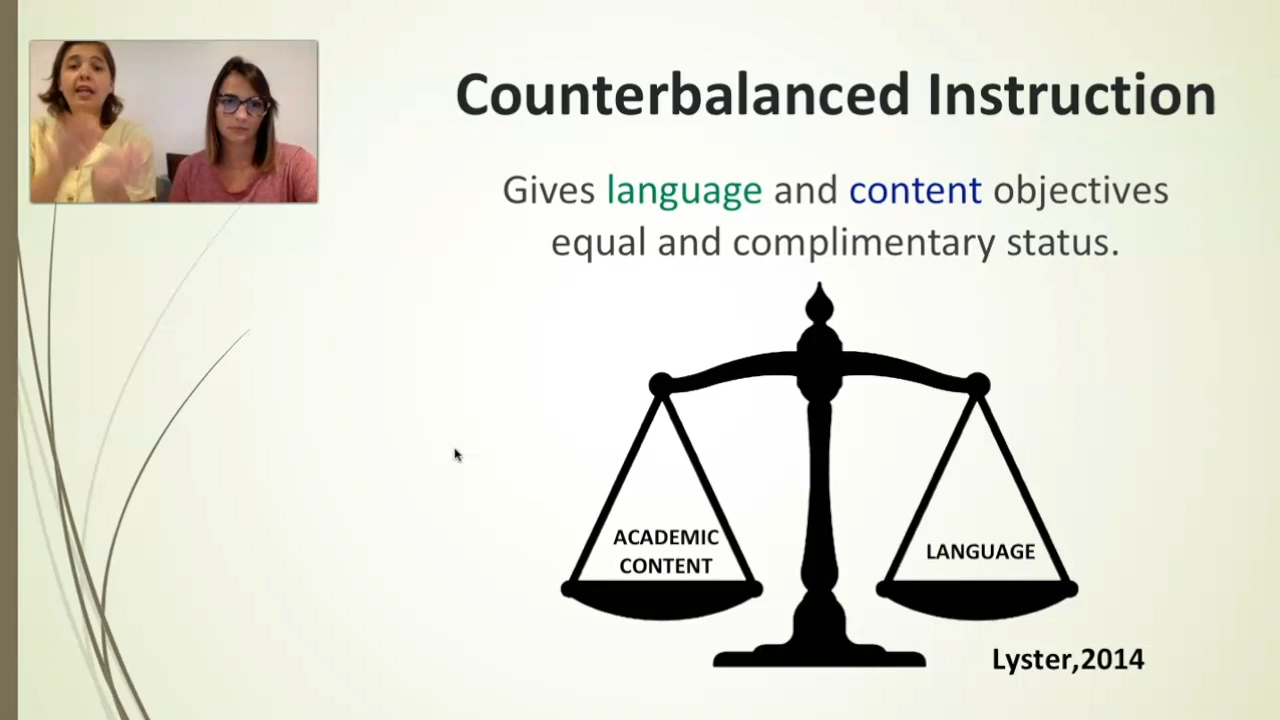 Counterbalanced Instruction
Gives language and content objectives
equal and complimentary status.
ACADEMIC
CONTENT
LANGUAGE
Lyster,2014